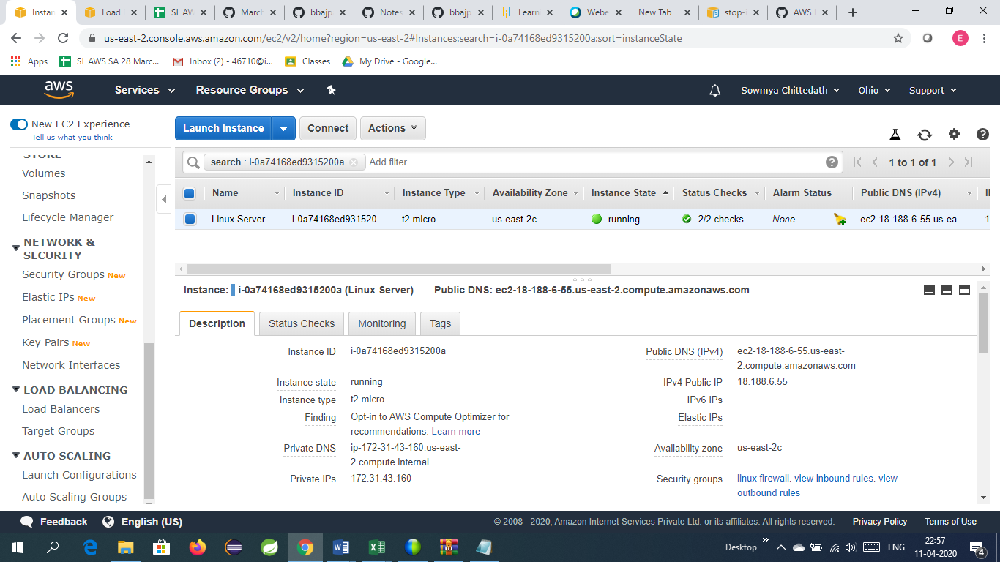 Instan
Load
SL AW
March
bbajp
Notes
bbajp
Learn
Webe
New Tab
stop-
AWS
us-east-2.console.aws.amazon.com/ec2/v2/home?region=us-east-2#Instances:search=i-0a74168ed9315200a;sort=instanceState
E
Apps
SL AWS SA 28 Marc...
Inbox (2) - 46710@i...
Classes
My Drive - Google...
aws
Services
Resource Groups
Sowmya Chittedath
Ohio
Support
New EC2 Experience
Tell us what you think
STORE
Volumes
Snapshots
Lifecycle Manager
NETWORK &
SECURITY
Security Groups New
Elastic IPs New
Placement Groups New
Key Pairs New
Network Interfaces
LOAD BALANCING
Load Balancers
Target Groups
AUTO SCALING
Launch Configurations
Auto Scaling Groups
Launch Instance
Connect
Actions
search : i-0a74168ed9315200a
Add filter
1 to 1 of 1
Name
Instance ID
Instance Type
Availability Zone
Instance State
Status Checks
Alarm Status
Public DNS (IPv4)
Linux Server
i-0a74168ed931520...
t2.micro
us-east-2c
running
2/2 checks ...
None
ec2-18-188-6-55.us-ea...
1
Instance: i-0a74168ed9315200a (Linux Server)
Public DNS: ec2-18-188-6-55.us-east-2.compute.amazonaws.com
Description
Status Checks
Monitoring
Tags
Instance ID
i-0a74168ed9315200a
Instance state
running
Instance type
t2.micro
Finding
Opt-in to AWS Compute Optimizer for
recommendations. Learn more
Private DNS
ip-172-31-43-160.us-east-
2.compute.internal
Private IPs
172.31.43.160
Public DNS (IPv4)
ec2-18-188-6-55.us-east-
2.compute.amazonaws.com
IPv4 Public IP
18.188.6.55
IPv6 IPs
-
Elastic IPs
Availability zone
us-east-2c
Security groups
linux firewall. view inbound rules. view
outbound rules
Feedback
English (US)
© 2008 - 2020, Amazon Internet Services Private Ltd. or its affiliates. All rights reserved.
Privacy Policy
Terms of Use
Desktop
ENG
22:57
11-04-2020
4